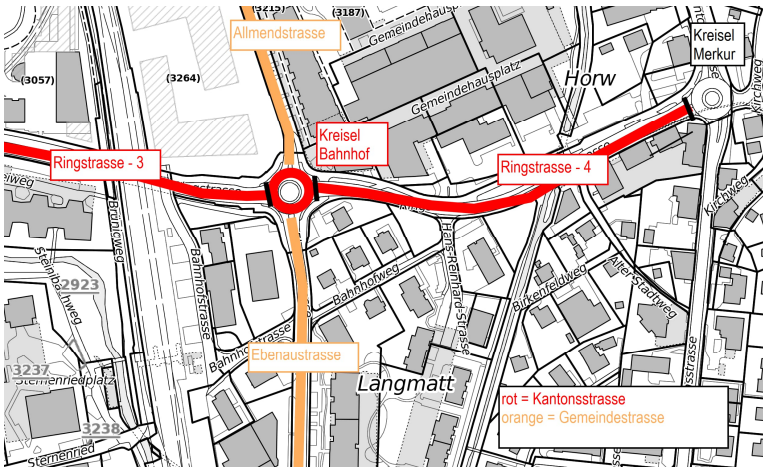 (3215)
(3187)
Allmendstrasse
Gemeindehausplatz
Kreisel
Merkur
(3057)
(3264)
Horw
Gemeindehausplatz
Kirchweg
Kreisel
Bahnhof
Ringstrasse - 3
Ringstrasse - 4
Brünigweg
Kirchweg
Steinibachweg
Bahnhofstrasse
Hans-Reinhard-Strasse
Bahnhofweg
Birkenfeldweg
Alter Stadtweg
2923
Bahnhofstrasse
Ebenaustrasse
3237
Sternenriedplatz
Langmatt
rot = Kantonsstrasse
orange = Gemeindestrasse
3238
Sternenried